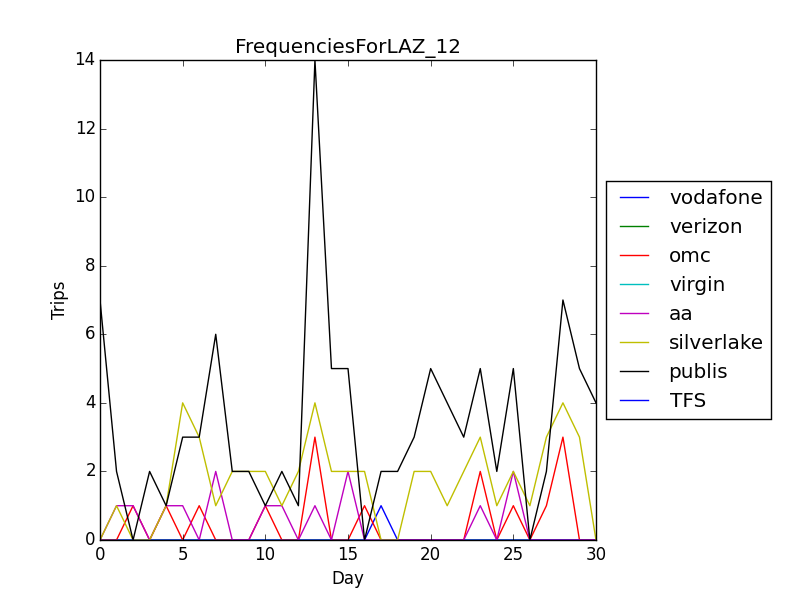 FrequenciesForLAZ_12
14
12
10
8
6
4
2
0
Trips
0 5 10 15 20 25 30
Day
vodafone
verizon
omc
virgin
aa
silverlake
publis
TFS